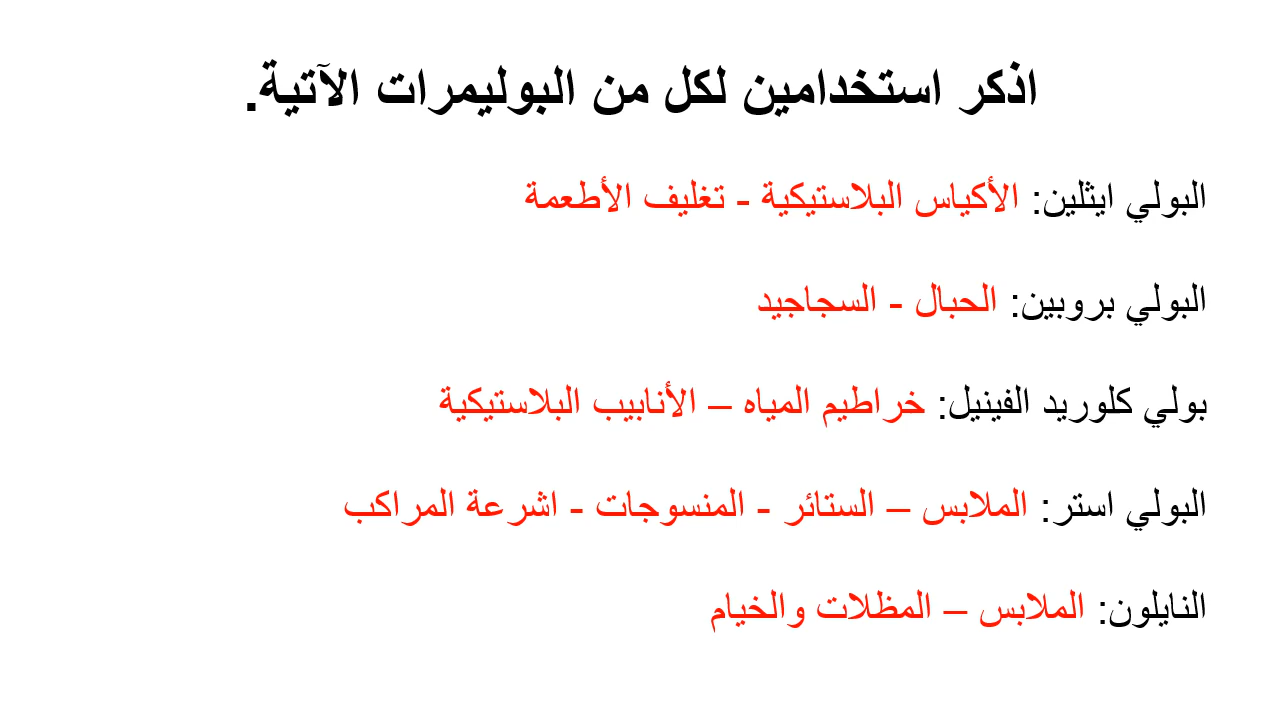 اذكر استخدامين لكل من البوليمرات الآتية.
البولي ايثلين: الأكياس البلاستيكية - تغليف الأطعمة
البولي بروبين: الحبال - السجاجيد
بولي كلوريد الفينيل: خراطيم المياه – الأنابيب البلاستيكية
البولي استر: الملابس – الستائر - المنسوجات - اشرعة المراكب
النايلون: الملابس – المظلات والخيام